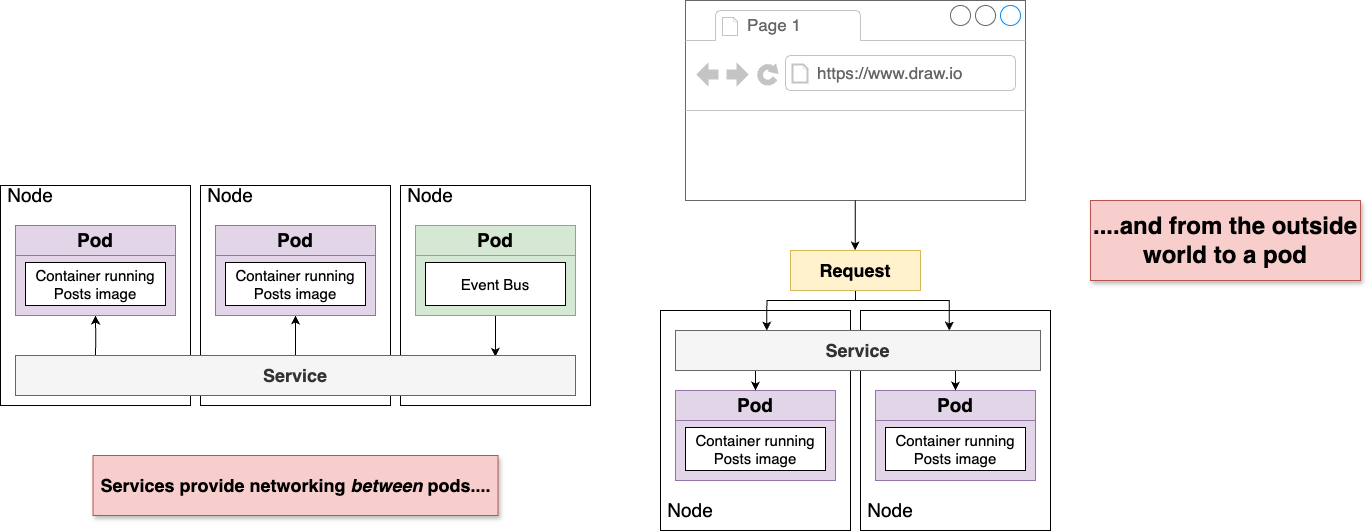 Page 1
https://www.draw.io
Node
Node
Node
Pod
Pod
Pod
Container running
Posts image
Container running
Posts image
Event Bus
Service
Services provide networking between pods....
....and from the outside
world to a pod
Request
Service
Pod
Pod
Container running
Posts image
Container running
Posts image
Node
Node